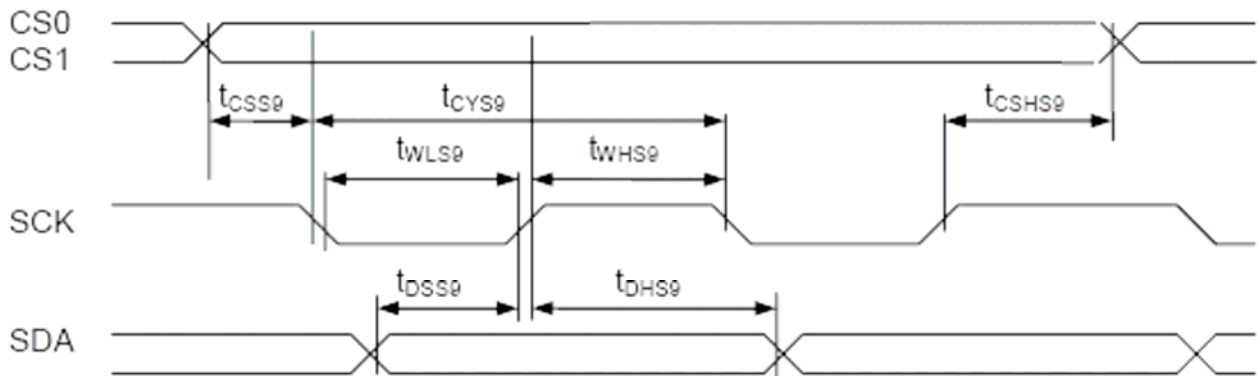 CS0
CS1
tCSS9
tCYS9
tCSHS9
tWLS9
tWHS9
SCK
tDSS9
tDHS9
SDA